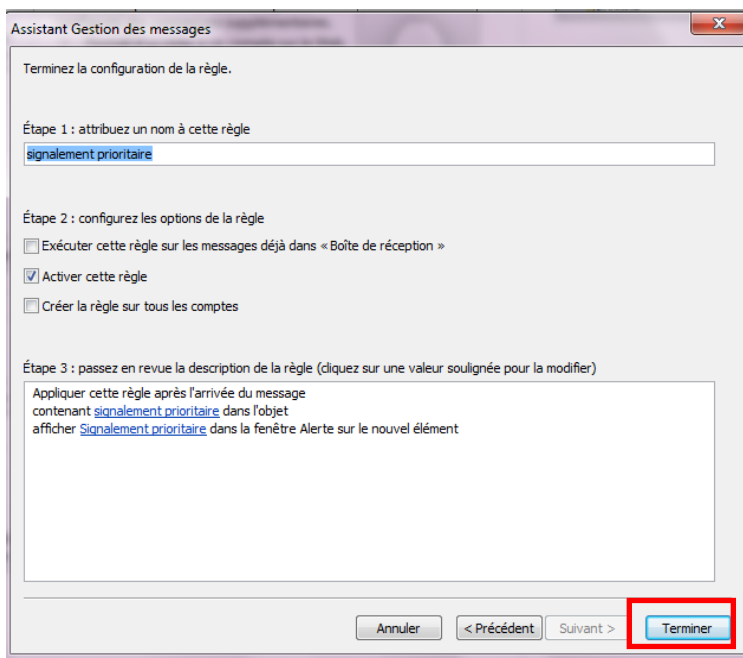 Assistant Gestion des messages
Terminez la configuration de la règle.
Étape 1 : attribuez un nom à cette règle
signalement prioritaire
Étape 2 : configurez les options de la règle
Exécuter cette règle sur les messages déjà dans « Boîte de réception »
Activer cette règle
Créer la règle sur tous les comptes
Étape 3 : passez en revue la description de la règle (cliquez sur une valeur soulignée pour la modifier)
Appliquer cette règle après l'arrivée du message
contenant signalement prioritaire dans l'objet
afficher Signalement prioritaire dans la fenêtre Alerte sur le nouvel élément
Annuler
< Précédent
Suivant >
Terminer